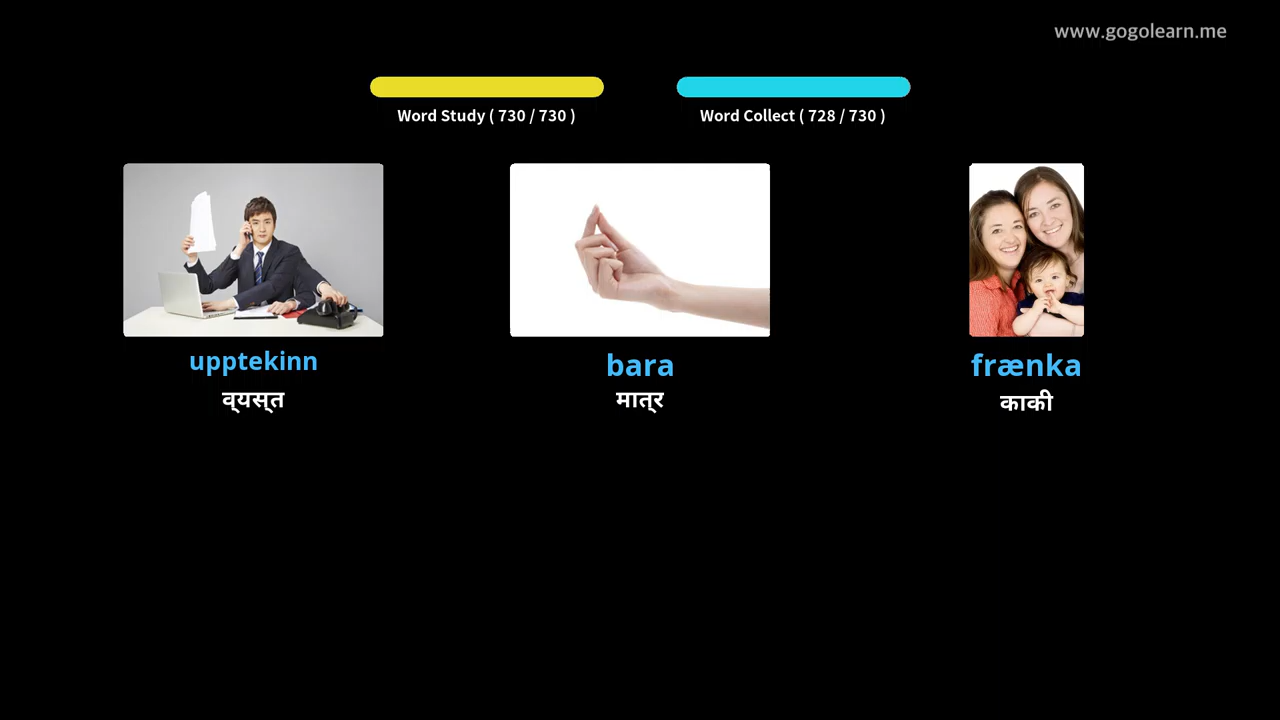 www.gogolearn.me
Word Study ( 730 / 730 )
Word Collect ( 728 / 730 )
upptekinn
व्यस्त
bara
मात्र
frænka
काकी